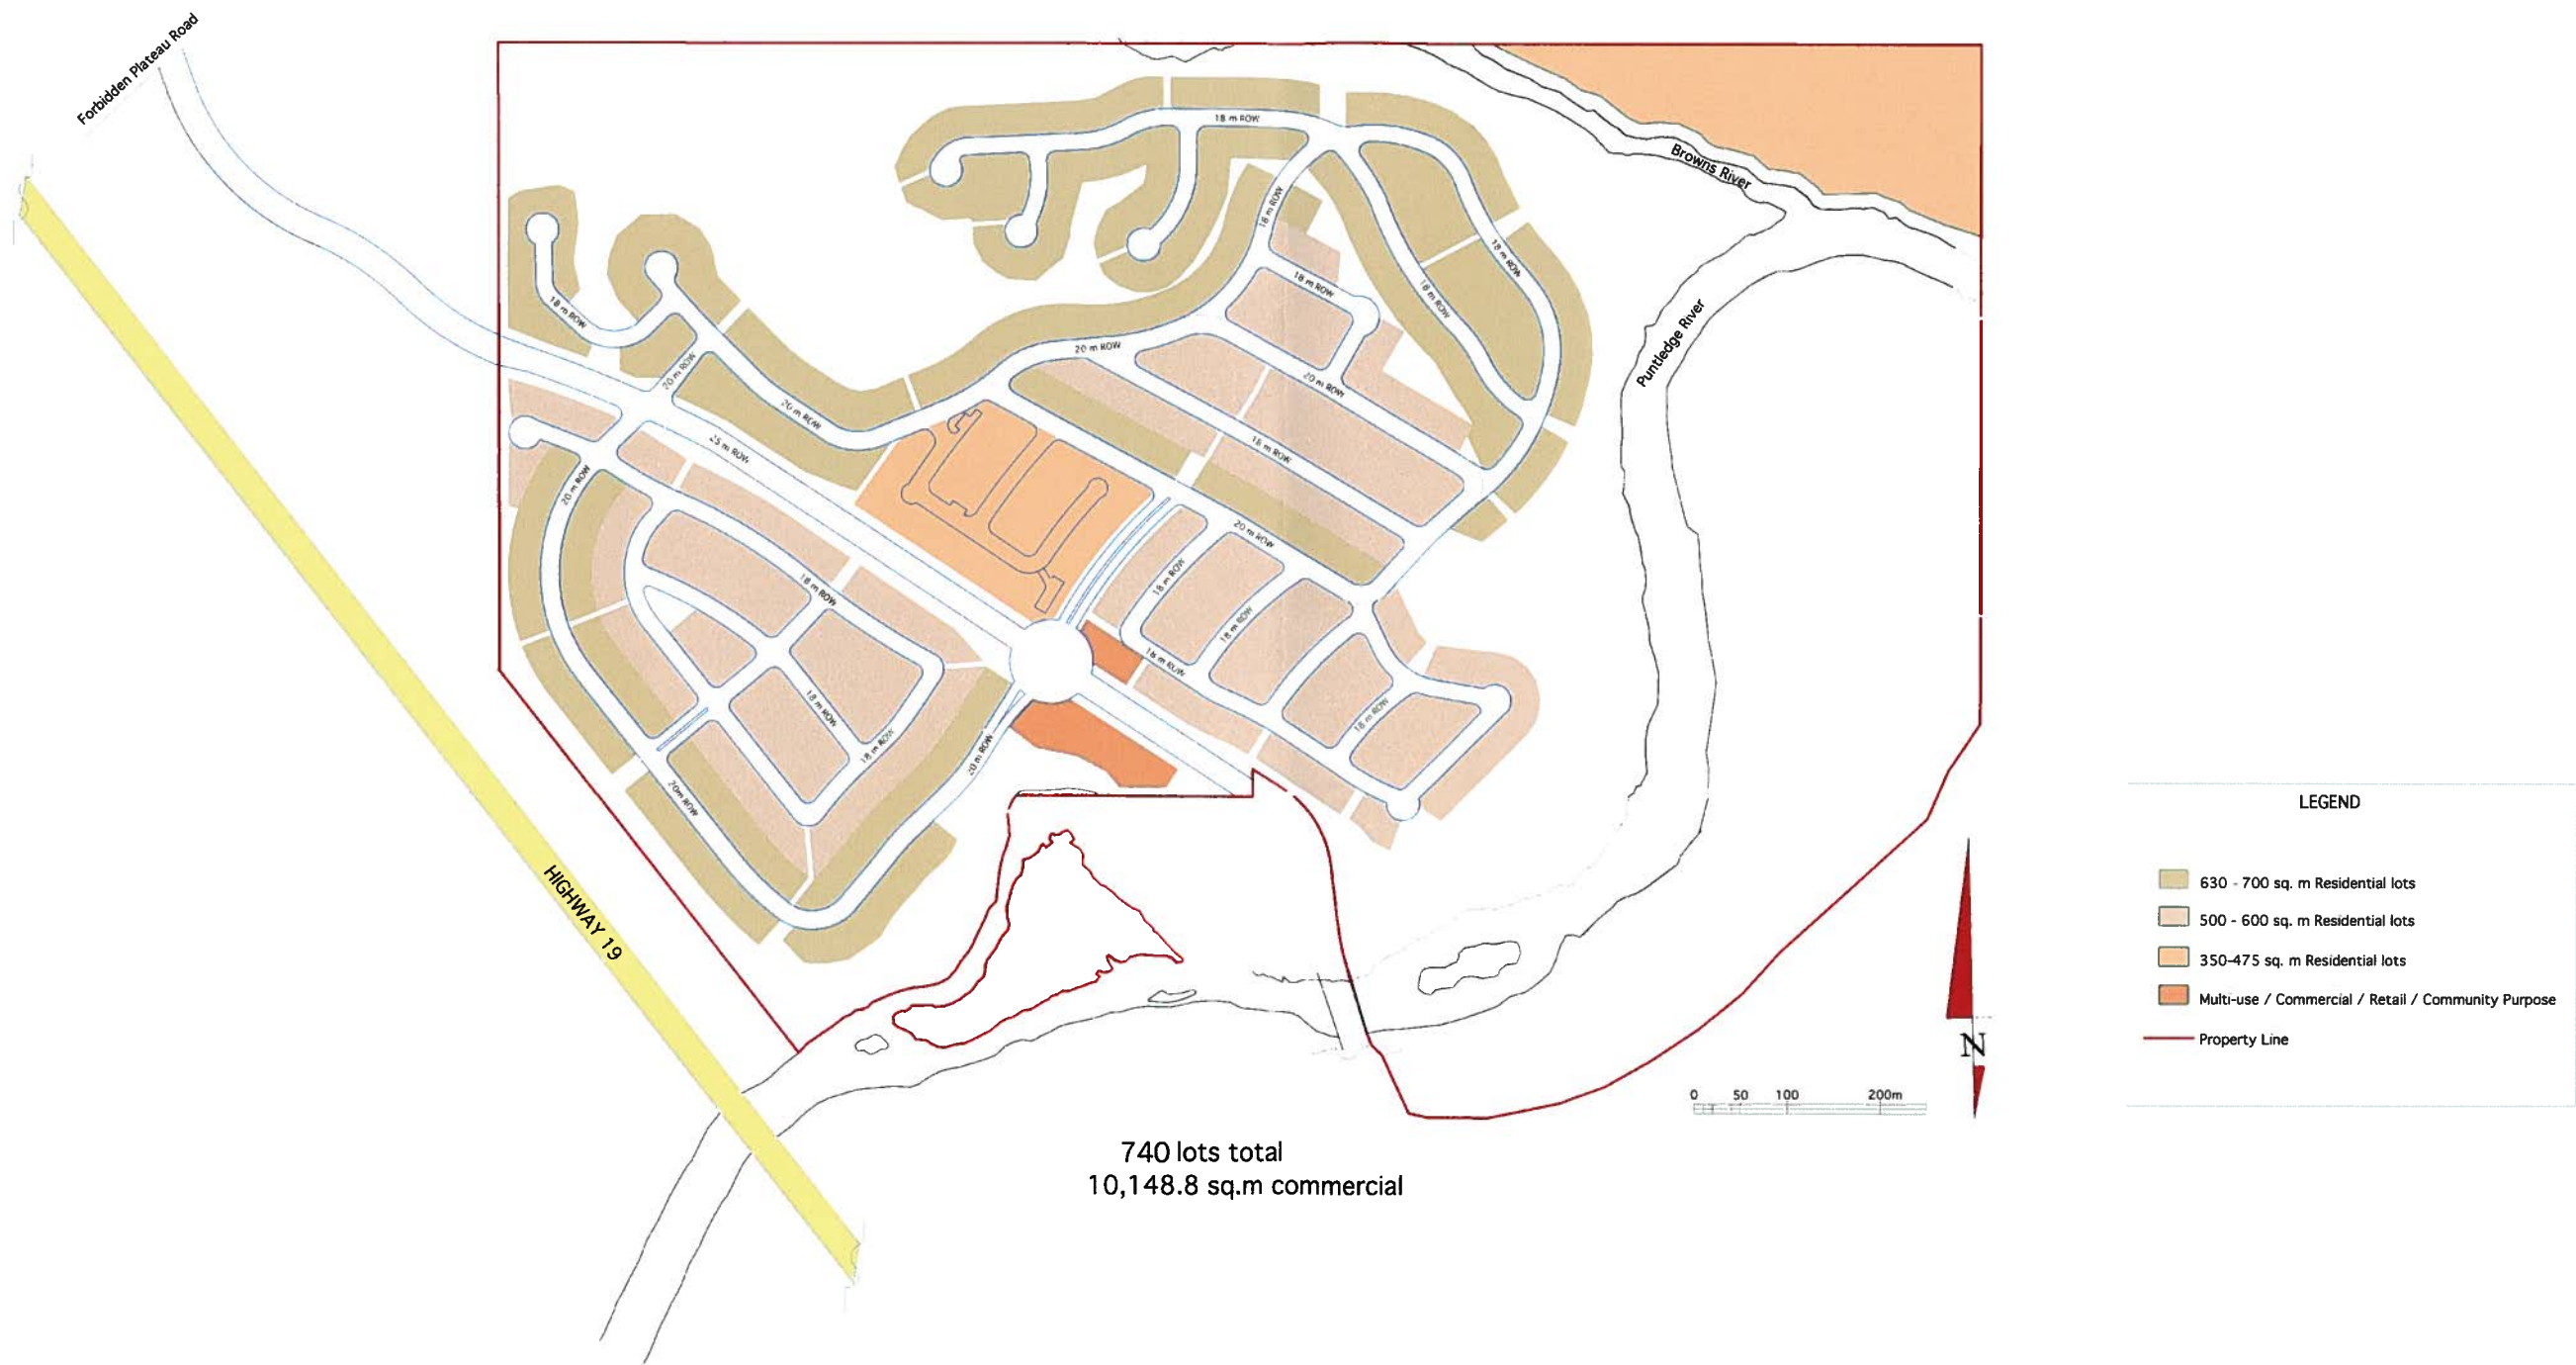 Forbidden Plateau Road
18 m ROW
Browns River
18 m ROW
18 m ROW
18 m ROW
18 m ROW
18 m ROW
Puntledge River
20 m ROW
20 m ROW
20 m ROW
20 m ROW
25 m ROW
18 m ROW
20 m ROW
20 m ROW
18 m ROW
18 m ROW
18 m ROW
18 m ROW
18 m ROW
18 m ROW
18 m ROW
20 m ROW
20m ROW
HIGHWAY 19
LEGEND
630 - 700 sq. m Residential lots
500 - 600 sq. m Residential lots
350-475 sq. m Residential lots
Multi-use / Commercial / Retail / Community Purpose
Property Line
N
0 50 100 200m
740 lots total
10,148.8 sq.m commercial